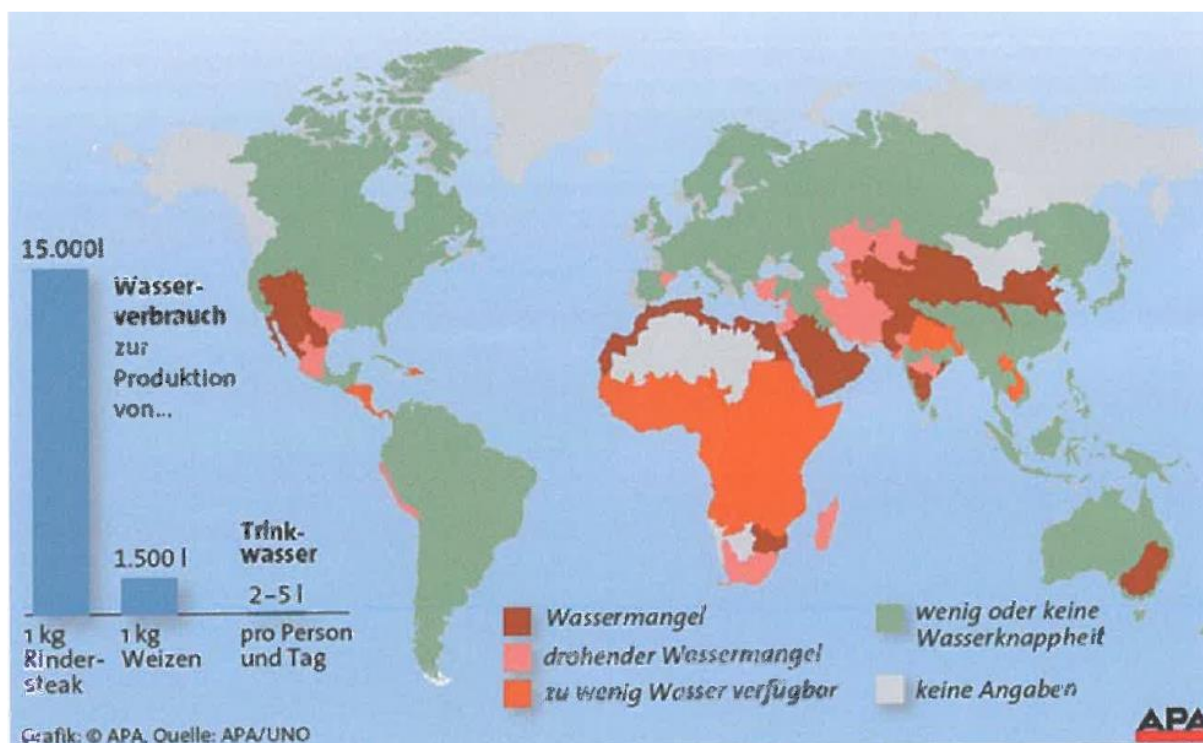 15.000l
Wasser-
verbrauch
zur
Produktion
von...
1.500 l
Trink-
wasser
2–5 l
1 kg
Rinder-
steak
1 kg
Weizen
pro Person
und Tag
Wassermangel
drohender Wassermangel
zu wenig Wasser verfügbar
wenig oder keine
Wasserknappheit
keine Angaben
Grafik: © APA, Quelle: APA/UNO
APA